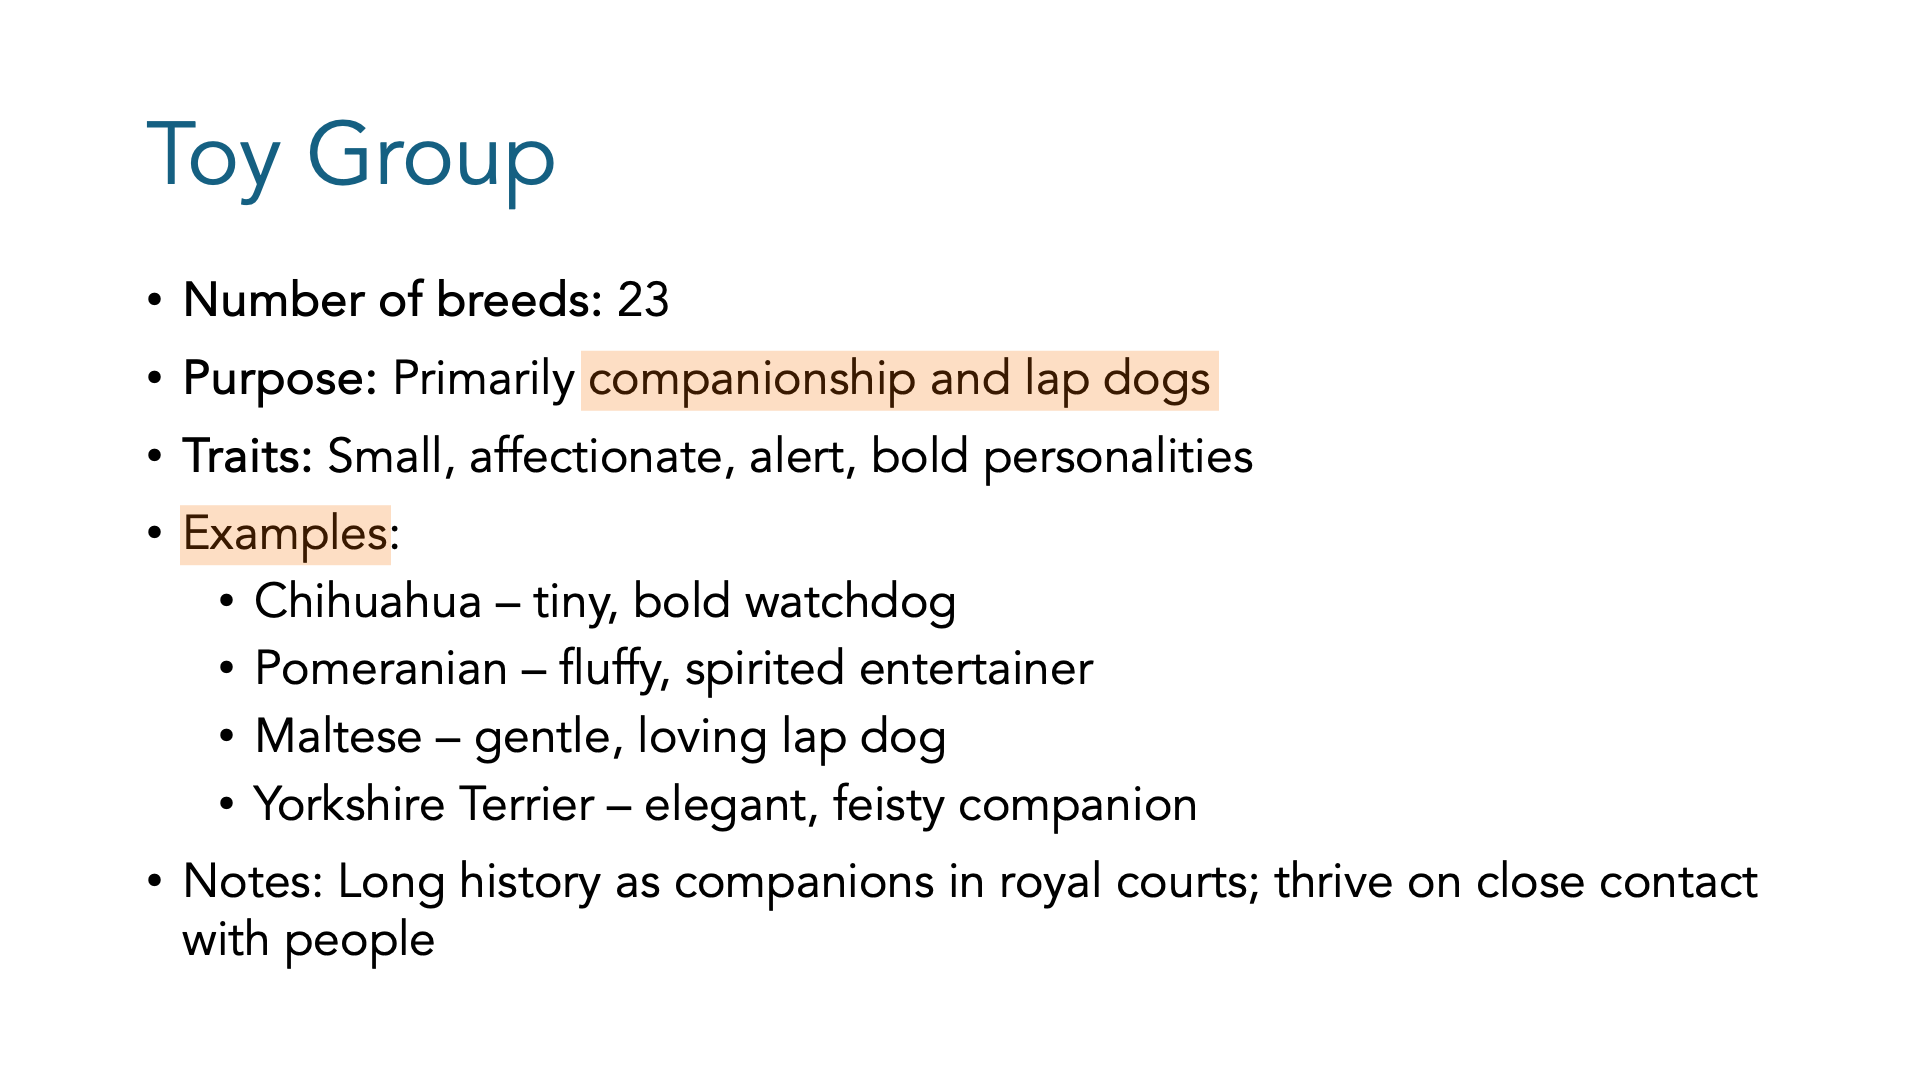 Toy Group
• Number of breeds: 23
• Purpose: Primarily companionship and lap dogs
• Traits: Small, affectionate, alert, bold personalities
• Examples:
• Chihuahua – tiny, bold watchdog
• Pomeranian – fluffy, spirited entertainer
• Maltese – gentle, loving lap dog
• Yorkshire Terrier – elegant, feisty companion
• Notes: Long history as companions in royal courts; thrive on close contact
with people